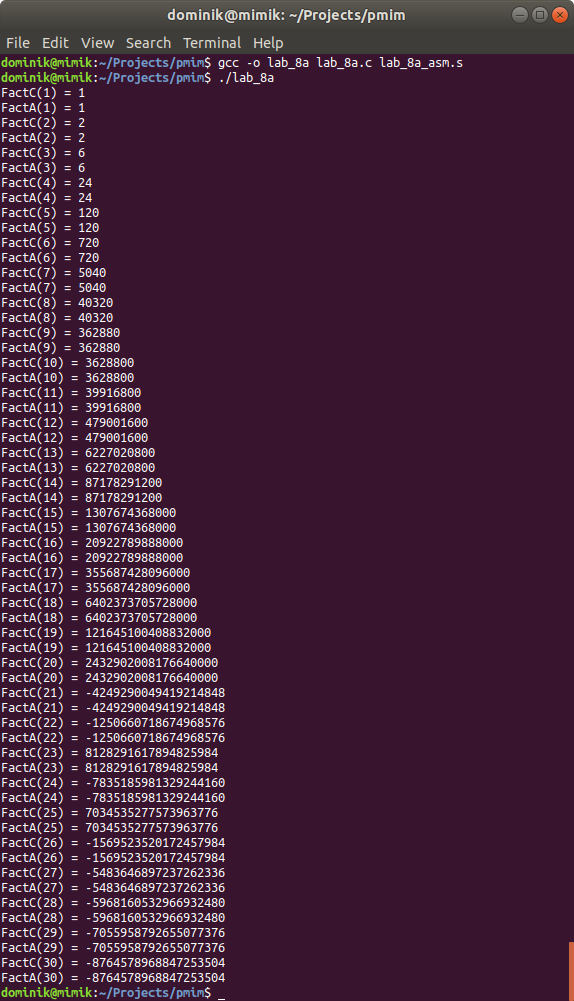 dominik@mimik: ~/Projects/pmim
File Edit View Search Terminal Help
dominik@mimik:~/Projects/pmim$ gcc -o lab_8a lab_8a.c lab_8a_asm.s
dominik@mimik:~/Projects/pmim$ ./lab_8a
FactC(1) = 1
FactA(1) = 1
FactC(2) = 2
FactA(2) = 2
FactC(3) = 6
FactA(3) = 6
FactC(4) = 24
FactA(4) = 24
FactC(5) = 120
FactA(5) = 120
FactC(6) = 720
FactA(6) = 720
FactC(7) = 5040
FactA(7) = 5040
FactC(8) = 40320
FactA(8) = 40320
FactC(9) = 362880
FactA(9) = 362880
FactC(10) = 3628800
FactA(10) = 3628800
FactC(11) = 39916800
FactA(11) = 39916800
FactC(12) = 479001600
FactA(12) = 479001600
FactC(13) = 6227020800
FactA(13) = 6227020800
FactC(14) = 87178291200
FactA(14) = 87178291200
FactC(15) = 1307674368000
FactA(15) = 1307674368000
FactC(16) = 20922789888000
FactA(16) = 20922789888000
FactC(17) = 355687428096000
FactA(17) = 355687428096000
FactC(18) = 6402373705728000
FactA(18) = 6402373705728000
FactC(19) = 121645100408832000
FactA(19) = 121645100408832000
FactC(20) = 2432902008176640000
FactA(20) = 2432902008176640000
FactC(21) = -4249290049419214848
FactA(21) = -4249290049419214848
FactC(22) = -1250660718674968576
FactA(22) = -1250660718674968576
FactC(23) = 8128291617894825984
FactA(23) = 8128291617894825984
FactC(24) = -7835185981329244160
FactA(24) = -7835185981329244160
FactC(25) = 7034535277573963776
FactA(25) = 7034535277573963776
FactC(26) = -1569523520172457984
FactA(26) = -1569523520172457984
FactC(27) = -5483646897237262336
FactA(27) = -5483646897237262336
FactC(28) = -5968160532966932480
FactA(28) = -5968160532966932480
FactC(29) = -7055958792655077376
FactA(29) = -7055958792655077376
FactC(30) = -8764578968847253504
FactA(30) = -8764578968847253504
dominik@mimik:~/Projects/pmim$ _